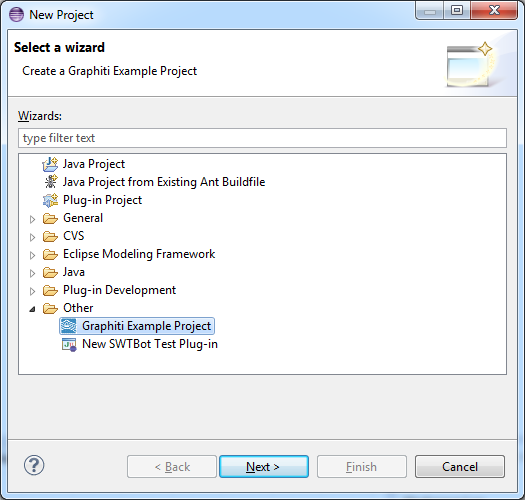 New Project
Select a wizard
Create a Graphiti Example Project
Wizards:
type filter text
Java Project
Java Project from Existing Ant Buildfile
Plug-in Project
General
CVS
Eclipse Modeling Framework
Java
Plug-in Development
Other
Graphiti Example Project
New SWTBot Test Plug-in
? < Back Next > Finish Cancel